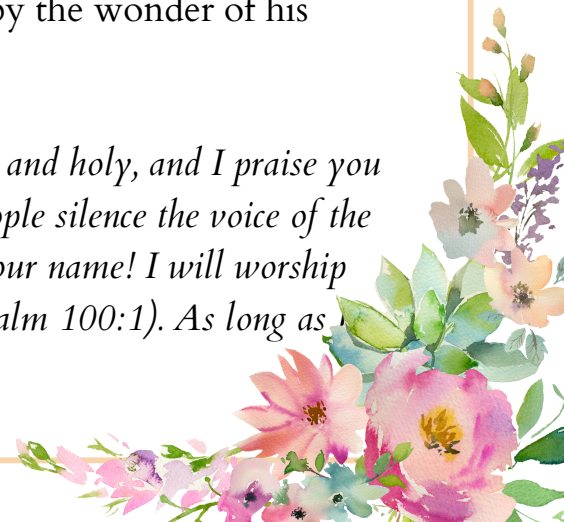 by the wonder of his
and holy, and I praise you
ople silence the voice of the
our name! I will worship
alm 100:1). As long as